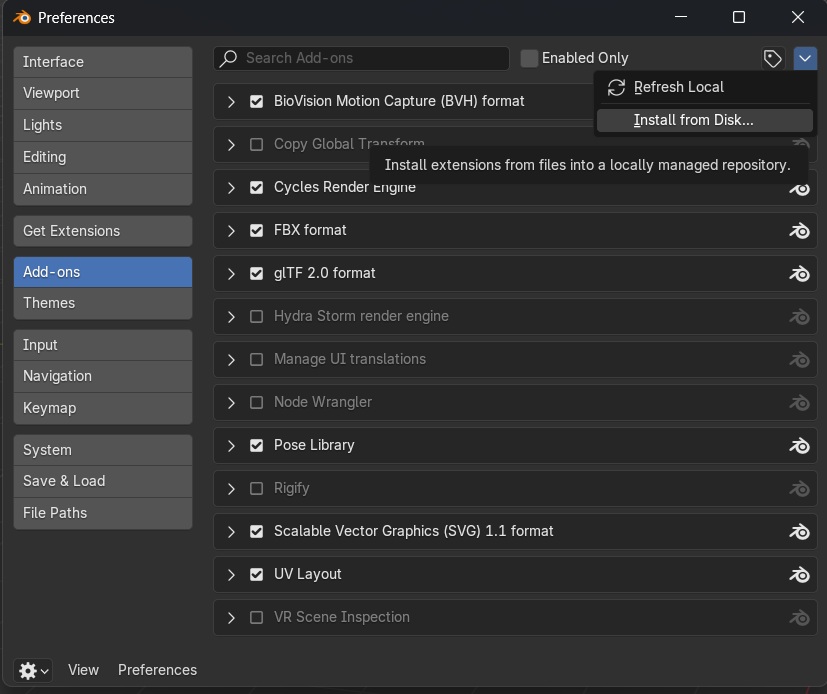 Preferences
Interface
Viewport
Lights
Editing
Animation
Get Extensions
Add-ons
Themes
Input
Navigation
Keymap
System
Save & Load
File Paths
Search Add-ons
Enabled Only
Refresh Local
Install from Disk...
Install extensions from files into a locally managed repository.
BioVision Motion Capture (BVH) format
Copy Global Transform
Cycles Render Engine
FBX format
glTF 2.0 format
Hydra Storm render engine
Manage UI translations
Node Wrangler
Pose Library
Rigify
Scalable Vector Graphics (SVG) 1.1 format
UV Layout
VR Scene Inspection
View
Preferences